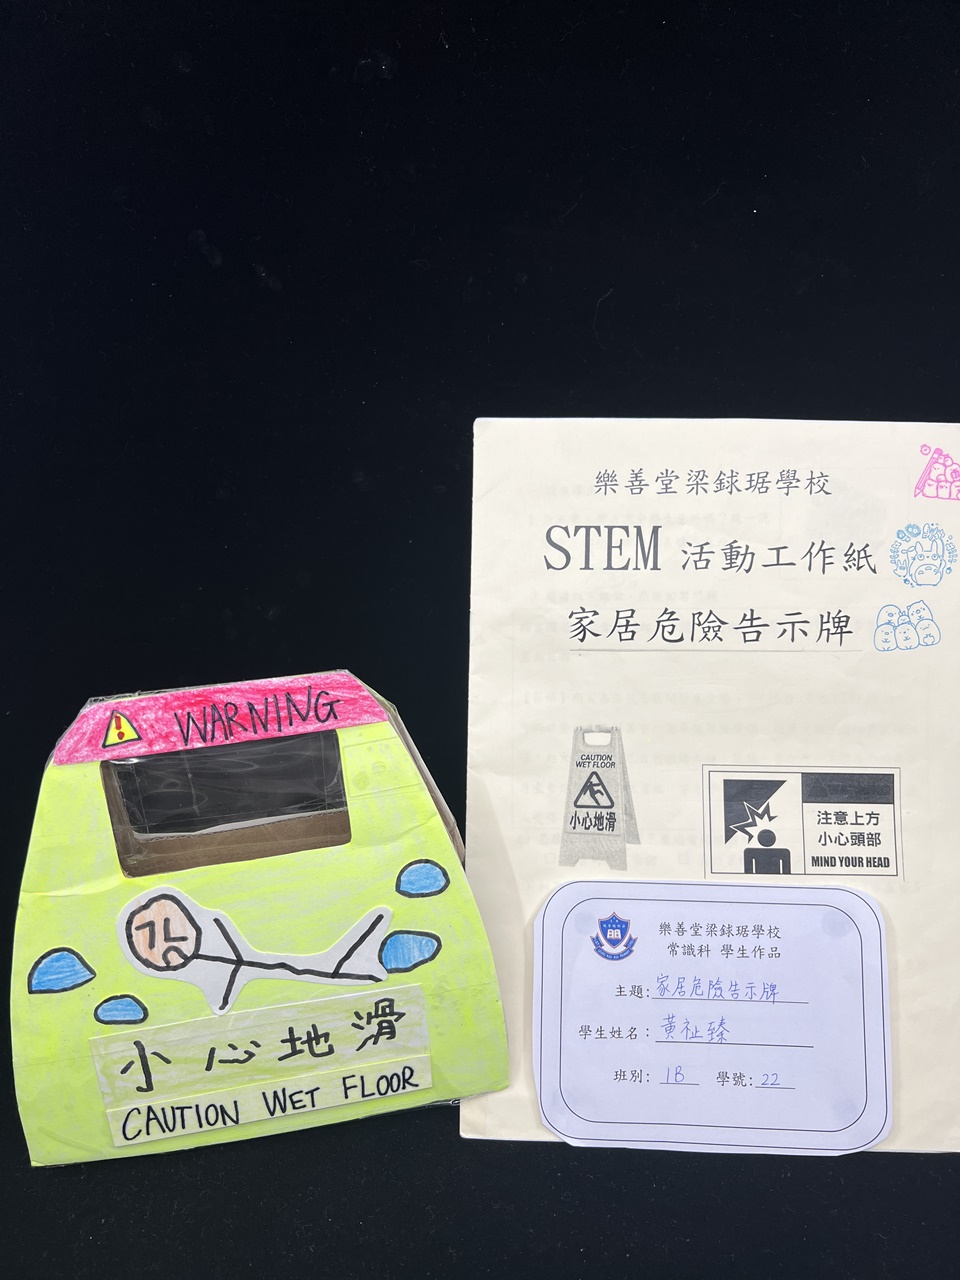 WARNING
小心地滑
CAUTION WET FLOOR
樂善堂梁銶琚學校
STEM 活動工作紙
家居危險告示牌
CAUTION
WET FLOOR
小心地滑
注意上方
小心頭部
MIND YOUR HEAD
樂善堂梁銶琚學校
常識科 學生作品
主題: 家居危險告示牌
學生姓名: 黃祉臻
班別: 1B 學號: 22